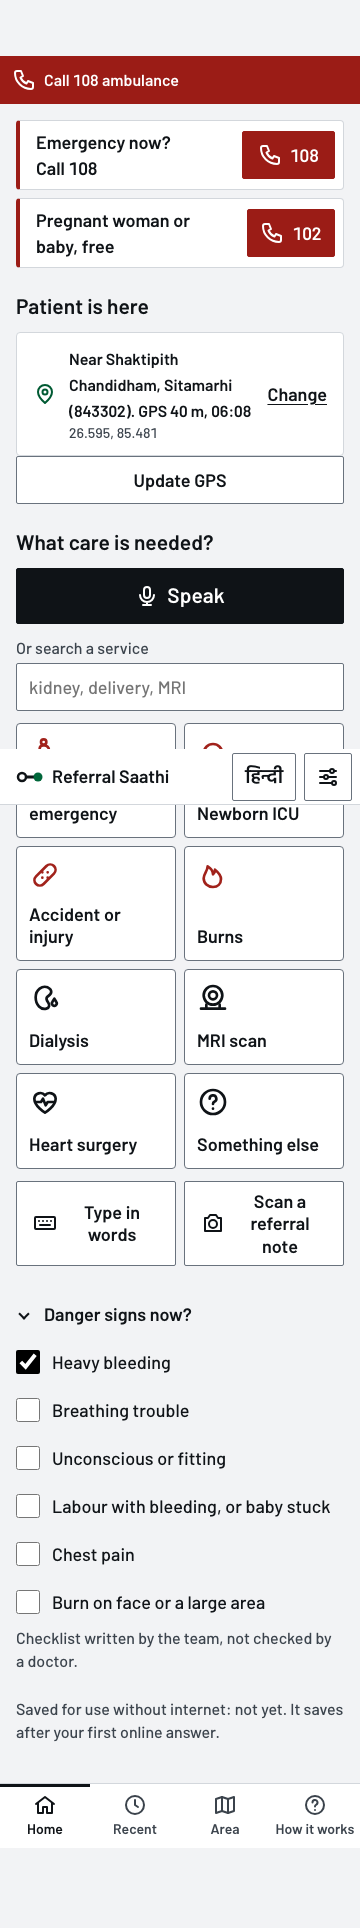 Call 108 ambulance
Emergency now?
Call 108
108
Pregnant woman or
baby, free
102
Patient is here
Near Shaktipith
Chandidham, Sitamarhi
(843302). GPS 40 m, 06:08
26.595, 85.481
Change
Update GPS
What care is needed?
Speak
Or search a service
kidney, delivery, MRI
Referral Saathi
हिन्दी
emergency
Newborn ICU
Accident or
injury
Burns
Dialysis
MRI scan
Heart surgery
Something else
Type in
words
Scan a
referral
note
Danger signs now?
Heavy bleeding
Breathing trouble
Unconscious or fitting
Labour with bleeding, or baby stuck
Chest pain
Burn on face or a large area
Checklist written by the team, not checked by
a doctor.
Saved for use without internet: not yet. It saves
after your first online answer.
Home
Recent
Area
How it works